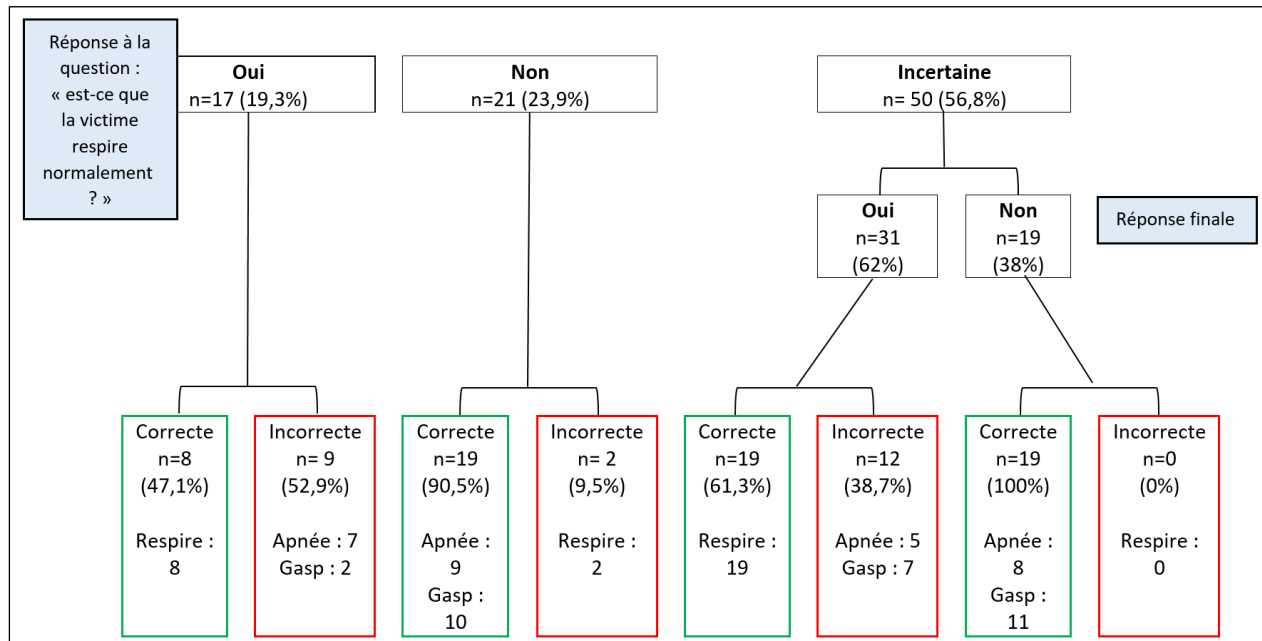 Réponse à la
question :
« est-ce que
la victime
respire
normalement
? »
Oui
n=17 (19,3%)
Non
n=21 (23,9%)
Incertaine
n= 50 (56,8%)
Oui
n=31
(62%)
Non
n=19
(38%)
Réponse finale
Correcte
n=8
(47,1%)
Respire :
8
Incorrecte
n= 9
(52,9%)
Apnée : 7
Gasp : 2
Correcte
n=19
(90,5%)
Apnée :
9
Gasp :
10
Incorrecte
n= 2
(9,5%)
Respire :
2
Correcte
n=19
(61,3%)
Respire :
19
Incorrecte
n=12
(38,7%)
Apnée : 5
Gasp : 7
Correcte
n=19
(100%)
Apnée :
8
Gasp :
11
Incorrecte
n=0
(0%)
Respire :
0